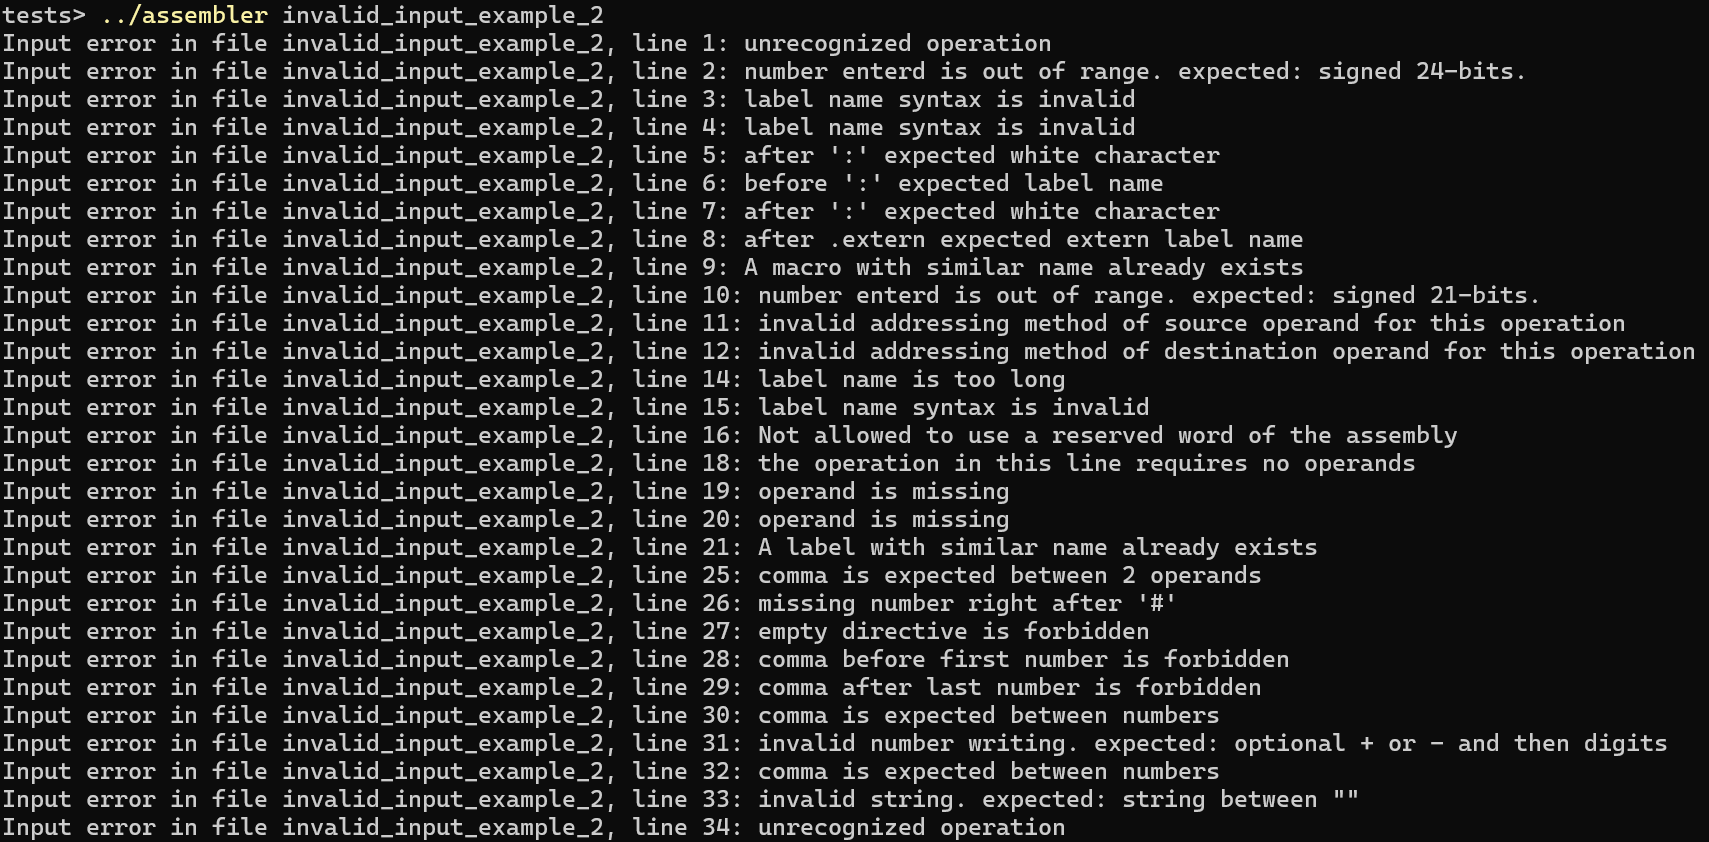 tests> ../assembler invalid_input_example_2
Input error in file invalid_input_example_2, line 1: unrecognized operation
Input error in file invalid_input_example_2, line 2: number enterd is out of range. expected: signed 24-bits.
Input error in file invalid_input_example_2, line 3: label name syntax is invalid
Input error in file invalid_input_example_2, line 4: label name syntax is invalid
Input error in file invalid_input_example_2, line 5: after ':' expected white character
Input error in file invalid_input_example_2, line 6: before ':' expected label name
Input error in file invalid_input_example_2, line 7: after ':' expected white character
Input error in file invalid_input_example_2, line 8: after .extern expected extern label name
Input error in file invalid_input_example_2, line 9: A macro with similar name already exists
Input error in file invalid_input_example_2, line 10: number enterd is out of range. expected: signed 21-bits.
Input error in file invalid_input_example_2, line 11: invalid addressing method of source operand for this operation
Input error in file invalid_input_example_2, line 12: invalid addressing method of destination operand for this operation
Input error in file invalid_input_example_2, line 14: label name is too long
Input error in file invalid_input_example_2, line 15: label name syntax is invalid
Input error in file invalid_input_example_2, line 16: Not allowed to use a reserved word of the assembly
Input error in file invalid_input_example_2, line 18: the operation in this line requires no operands
Input error in file invalid_input_example_2, line 19: operand is missing
Input error in file invalid_input_example_2, line 20: operand is missing
Input error in file invalid_input_example_2, line 21: A label with similar name already exists
Input error in file invalid_input_example_2, line 25: comma is expected between 2 operands
Input error in file invalid_input_example_2, line 26: missing number right after '#'
Input error in file invalid_input_example_2, line 27: empty directive is forbidden
Input error in file invalid_input_example_2, line 28: comma before first number is forbidden
Input error in file invalid_input_example_2, line 29: comma after last number is forbidden
Input error in file invalid_input_example_2, line 30: comma is expected between numbers
Input error in file invalid_input_example_2, line 31: invalid number writing. expected: optional + or - and then digits
Input error in file invalid_input_example_2, line 32: comma is expected between numbers
Input error in file invalid_input_example_2, line 33: invalid string. expected: string between ""
Input error in file invalid_input_example_2, line 34: unrecognized operation